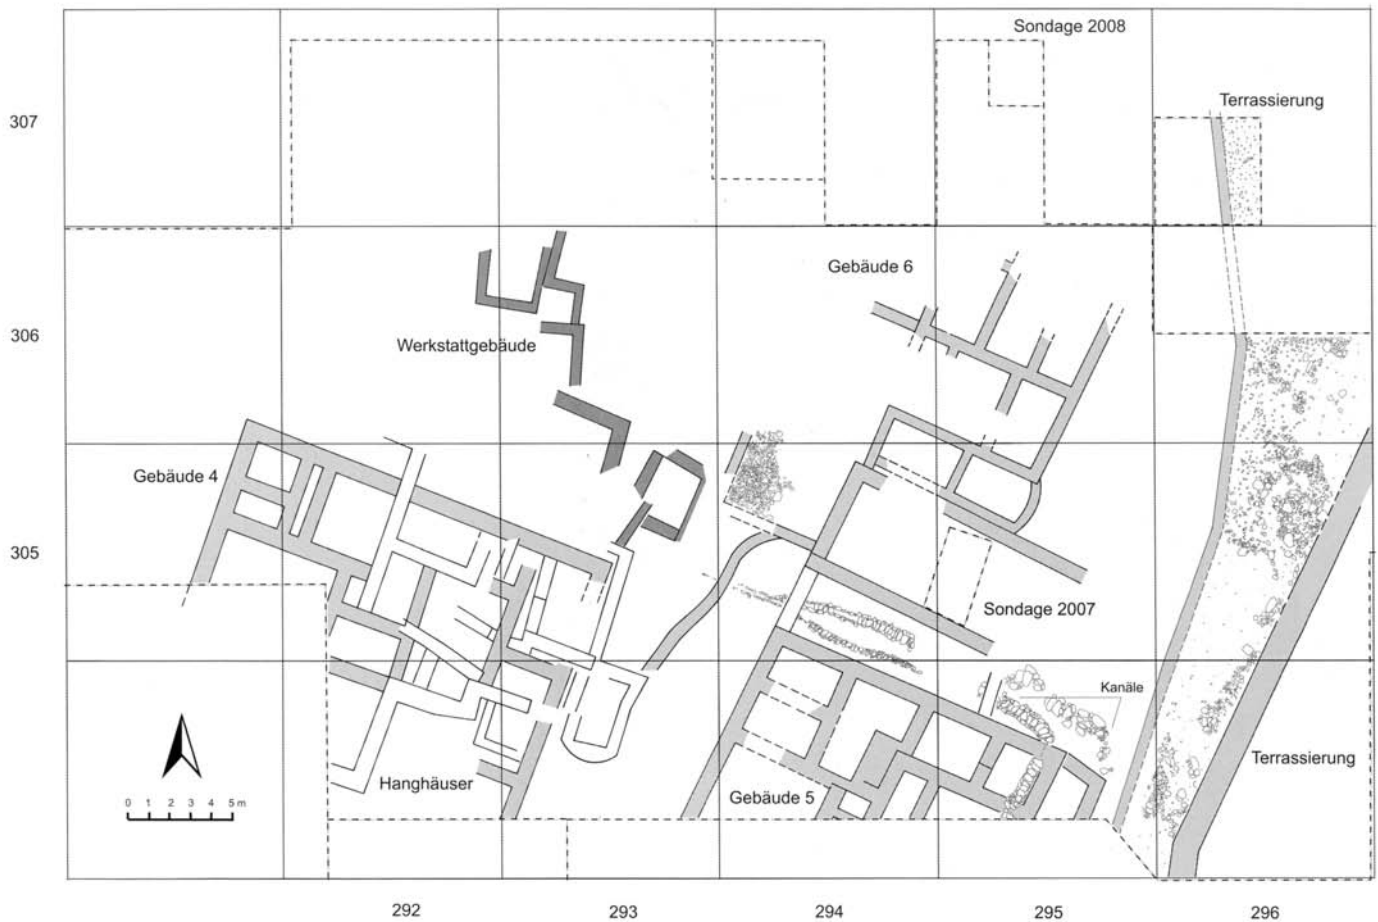 Sondage 2008
Terrassierung
307
Gebäude 6
306
Werkstattgebäude
Gebäude 4
305
Sondage 2007
Kanäle
Terrassierung
Hanghäuser
Gebäude 5
0 1 2 3 4 5 m
292 293 294 295 296